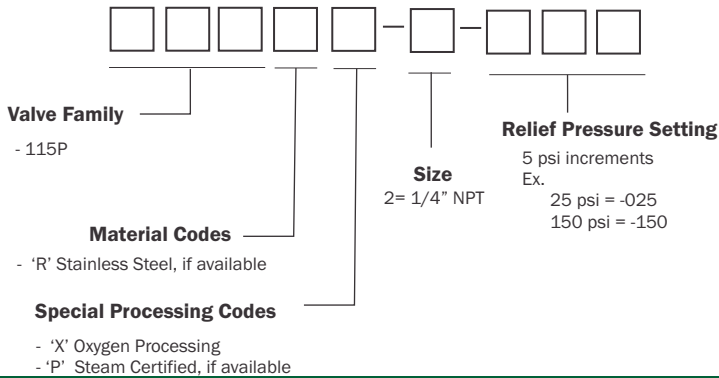 Valve Family
- 115P
Relief Pressure Setting
5 psi increments
Ex.
25 psi = -025
150 psi = -150
Size
2= 1/4” NPT
Material Codes
- ‘R’ Stainless Steel, if available
Special Processing Codes
- ‘X’ Oxygen Processing
- ‘P’ Steam Certified, if available